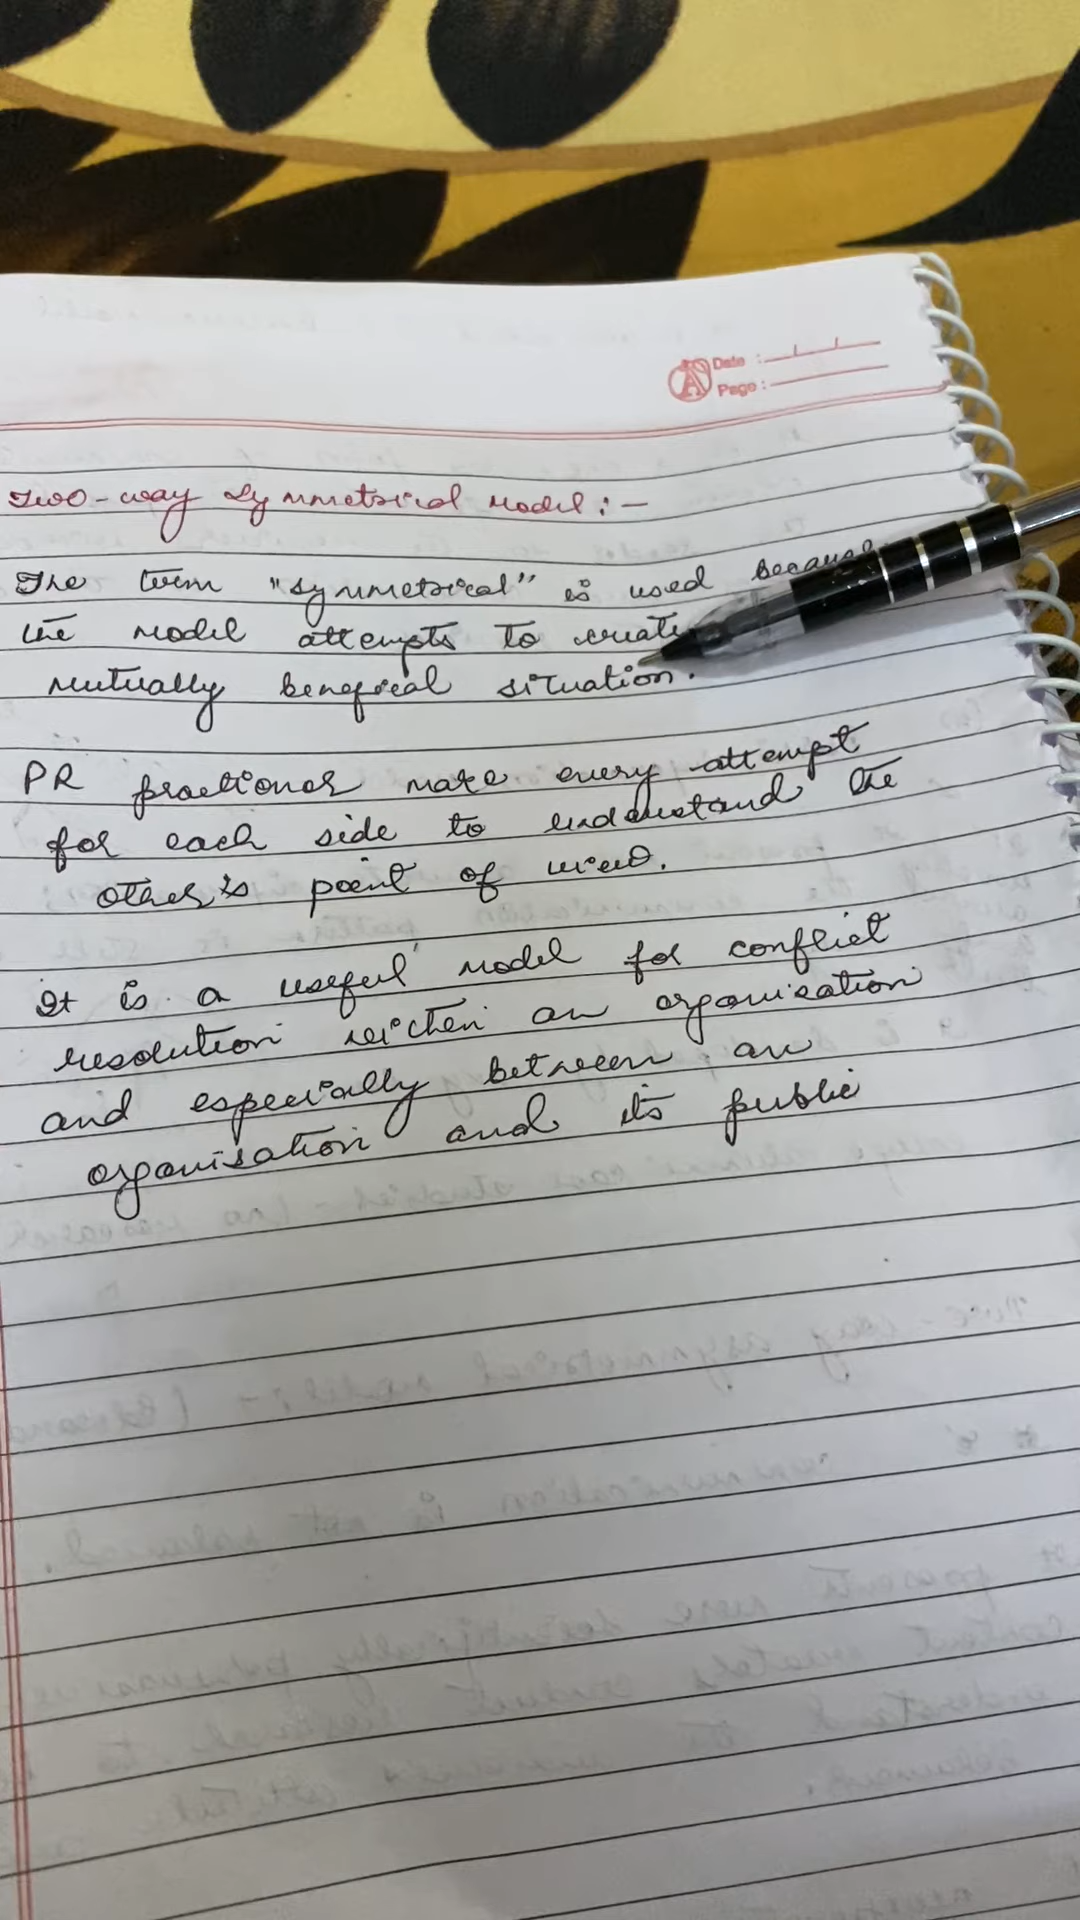 Date :
Page :
Two-way Symmetrical Model :-
The term "symmetrical" is used because
the model attempts to create
mutually benefical situation.
PR practionor make every attempt
for each side to understand the
other's point of view.
It is a useful model for conflict
resolution within an organisation
and especially between an
organisation and its public